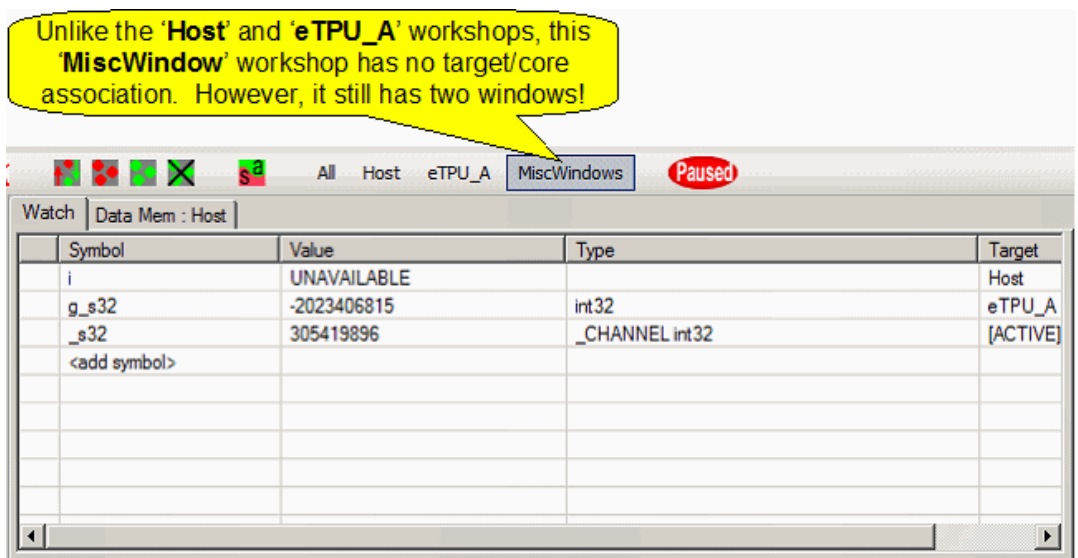 Unlike the ‘Host’ and ‘eTPU_A’ workshops, this
‘MiscWindow’ workshop has no target/core
association. However, it still has two windows!
s a All Host eTPU_A MiscWindows Paused
Watch Data Mem : Host
Symbol Value Type Target
i UNAVAILABLE Host
g_s32 -2023406815 int32 eTPU_A
_s32 305419896 _CHANNEL int32 [ACTIVE]
<add symbol>